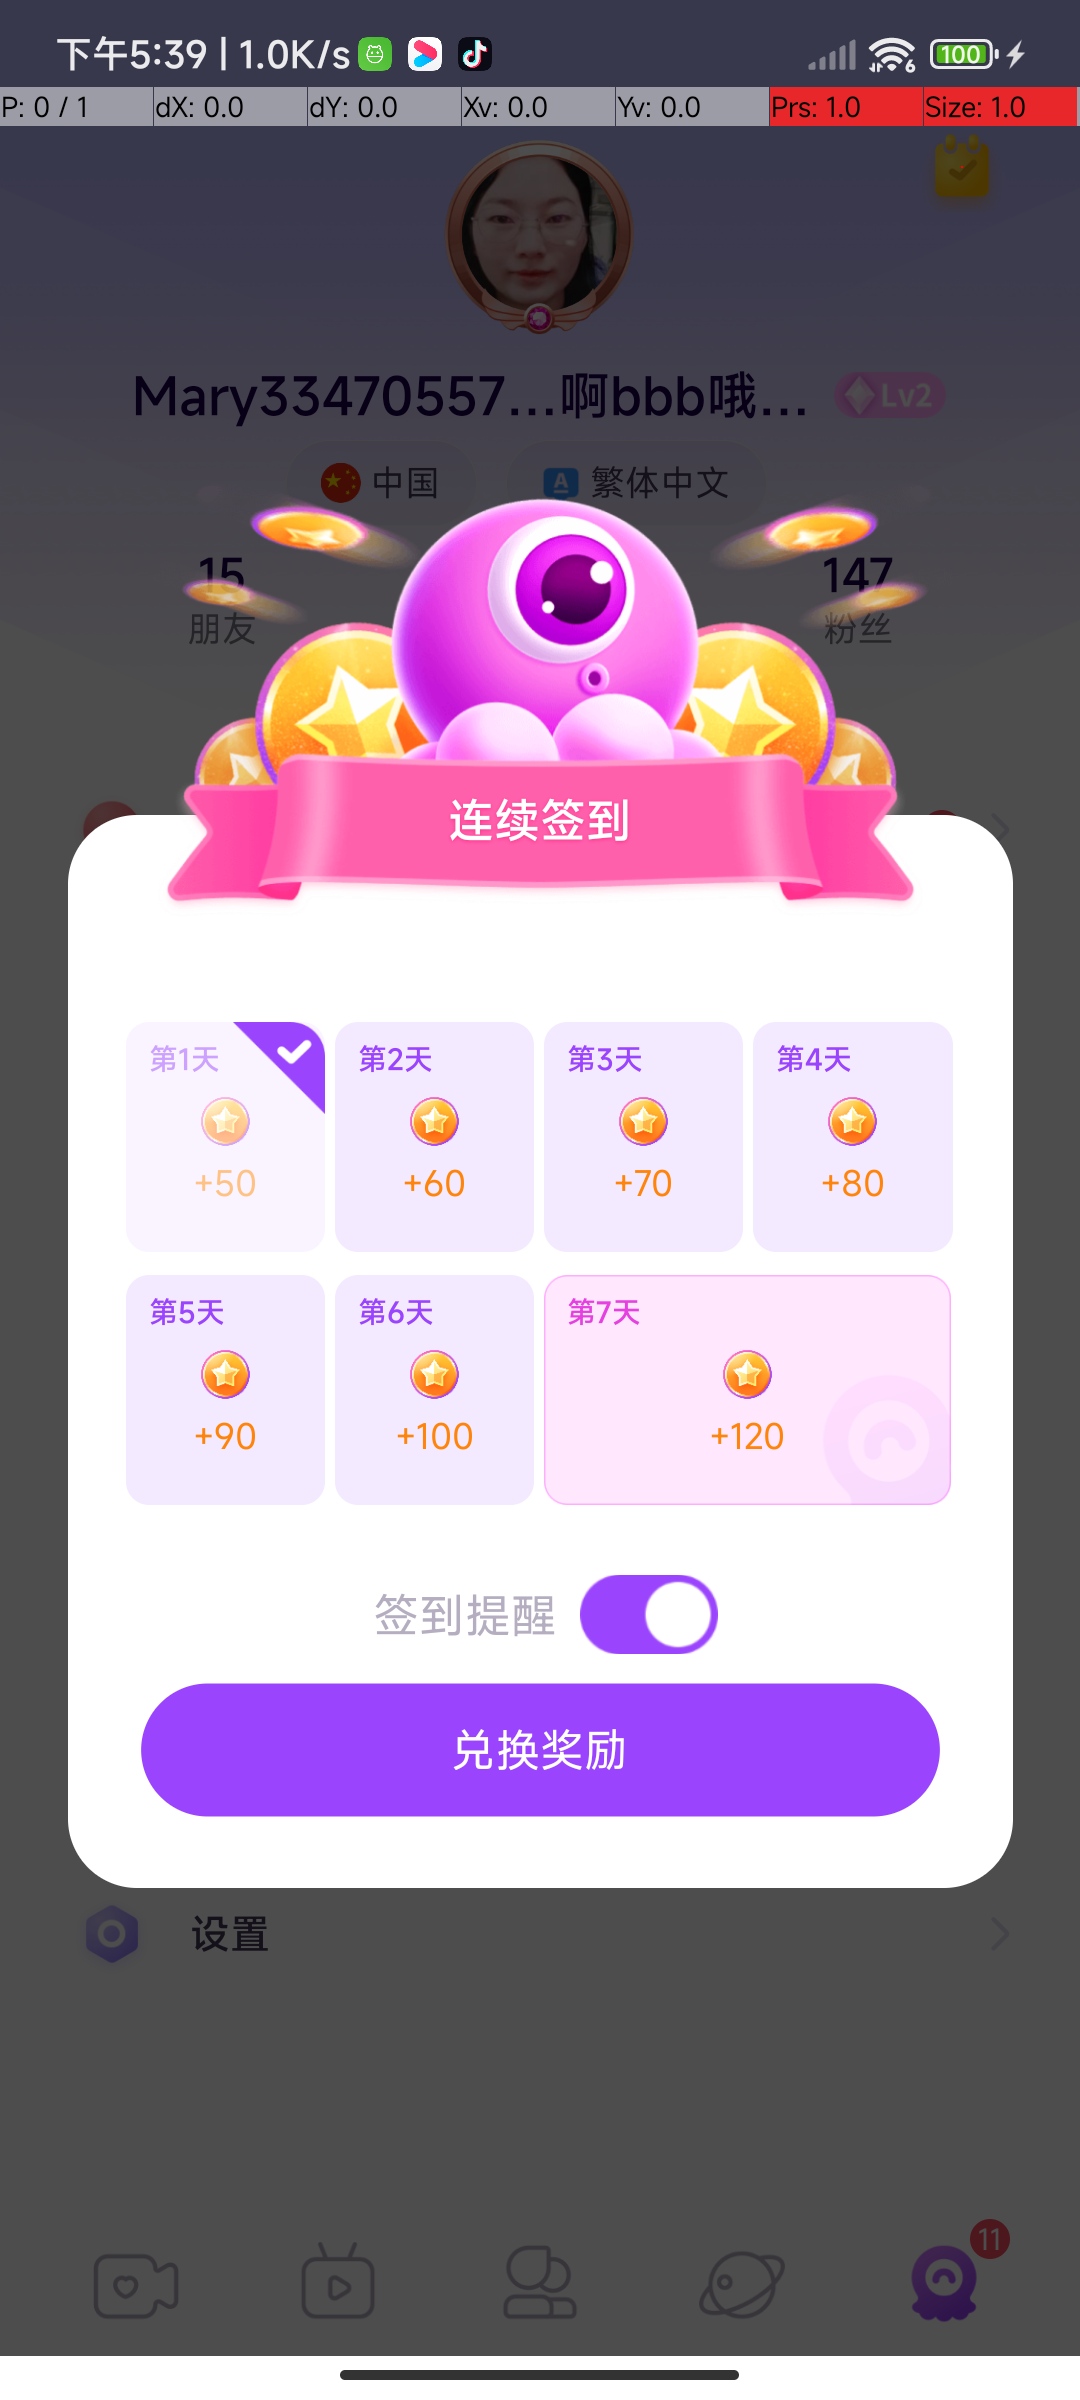 下午5:39 | 1.0K/s
100
P: 0 / 1
dX: 0.0
dY: 0.0
Xv: 0.0
Yv: 0.0
Prs: 1.0
Size: 1.0
Mary33470557...啊bbb哦...
Lv2
中国
A 繁体中文
15
147
朋友
粉丝
连续签到
第1天
第2天
第3天
第4天
+50
+60
+70
+80
第5天
第6天
第7天
+90
+100
+120
签到提醒
兑换奖励
设置
11